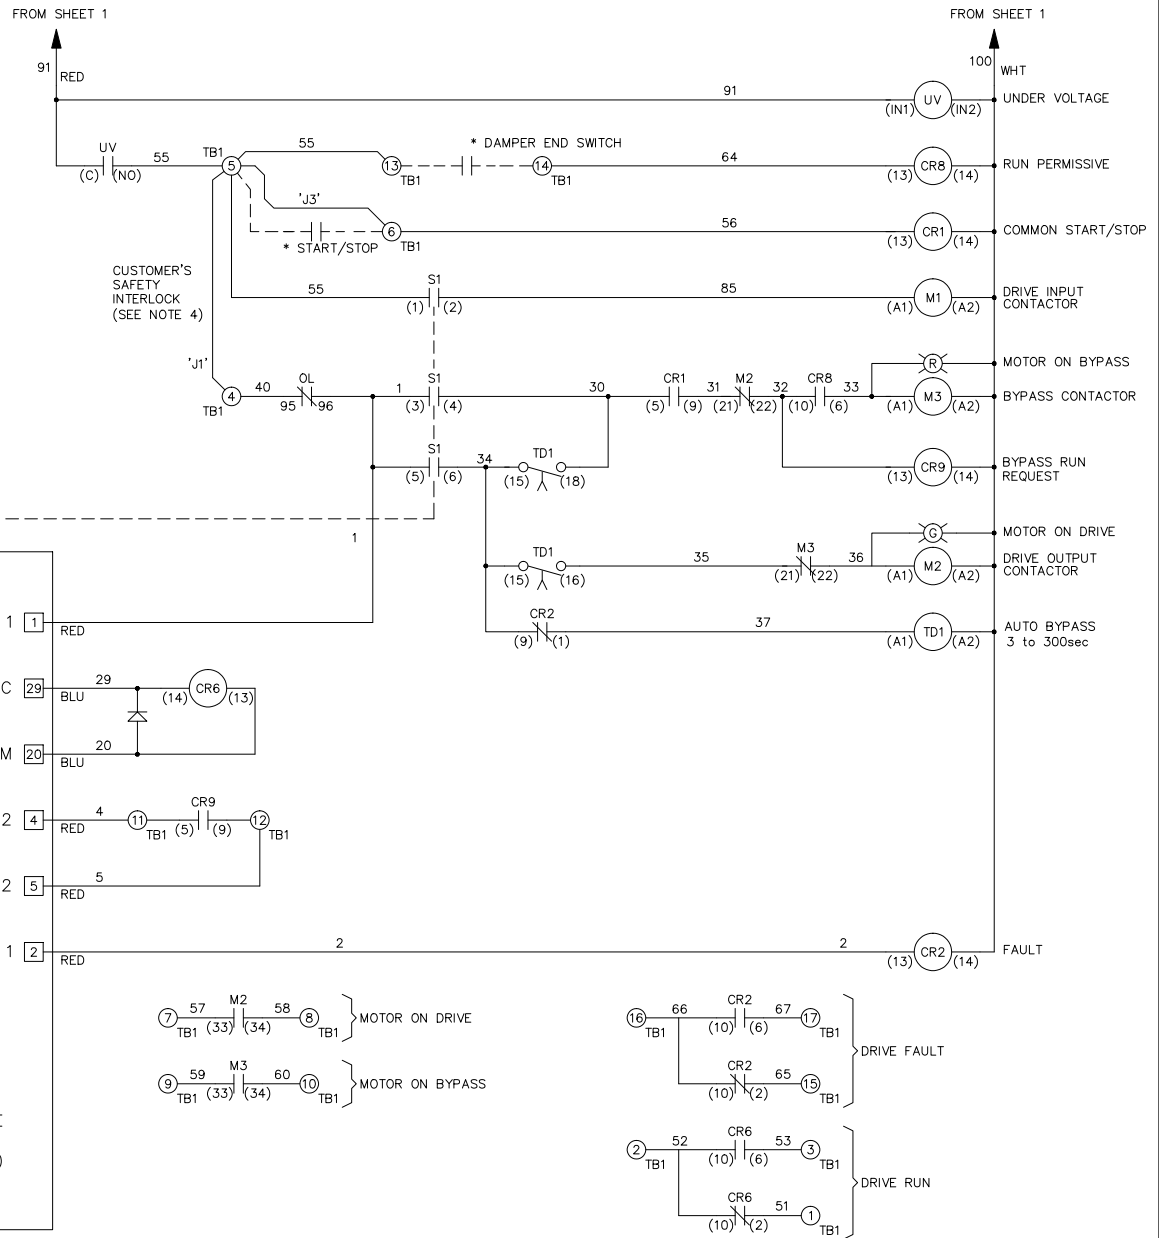 FROM SHEET 1 FROM SHEET 1
91 RED 100 WHT
91 (IN1) UV (IN2) UNDER VOLTAGE
UV (C) (NO) 55 TB1 5 55 13 TB1 * DAMPER END SWITCH 14 TB1 64 (13) CR8 (14) RUN PERMISSIVE
'J3'
* START/STOP 6 TB1 56 (13) CR1 (14) COMMON START/STOP
CUSTOMER'S
SAFETY
INTERLOCK
(SEE NOTE 4)
55 S1 (1) (2) 85 (A1) M1 (A2) DRIVE INPUT
CONTACTOR
R MOTOR ON BYPASS
'J1'
TB1 4 40 OL 95 96 1 S1 (3) (4) 30 CR1 (5) (9) 31 M2 (21) (22) 32 CR8 (10) (6) 33 (A1) M3 (A2) BYPASS CONTACTOR
S1 (5) (6) 34 TD1 (15) (18) (13) CR9 (14) BYPASS RUN
REQUEST
1
G MOTOR ON DRIVE
TD1 (15) (16) 35 M3 (21) (22) 36 (A1) M2 (A2) DRIVE OUTPUT
CONTACTOR
1 1 RED
CR2 (9) (1) 37 (A1) TD1 (A2) AUTO BYPASS
3 to 300sec
C 29 BLU 29 (14) CR6 (13)
M 20 BLU 20
2 4 RED 4 11 TB1 CR9 (5) (9) 12 TB1
2 5 RED 5
1 2 RED 2 2 (13) CR2 (14) FAULT
7 TB1 57 M2 (33) (34) 58 8 TB1 MOTOR ON DRIVE
9 TB1 59 M3 (33) (34) 60 10 TB1 MOTOR ON BYPASS
16 TB1 66 CR2 (10) (6) 67 17 TB1
DRIVE FAULT
CR2 (10) (2) 65 15 TB1
)
2 TB1 52 CR6 (10) (6) 53 3 TB1
DRIVE RUN
CR6 (10) (2) 51 1 TB1